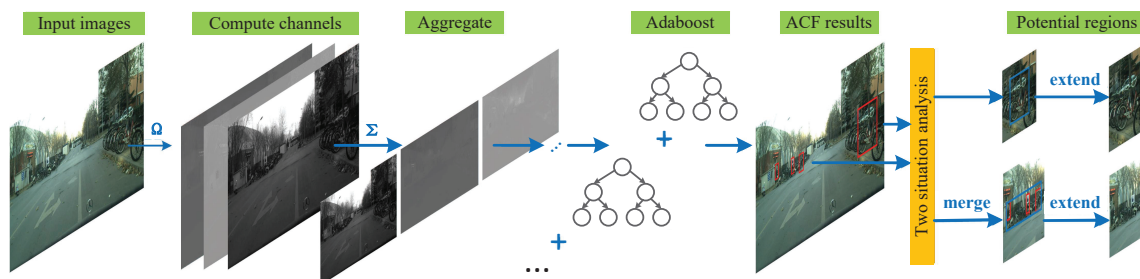 Input images
Compute channels
Aggregate
Adaboost
ACF results
Potential regions
Ω
Σ
+
+
...
Two situation analysis
extend
merge
extend